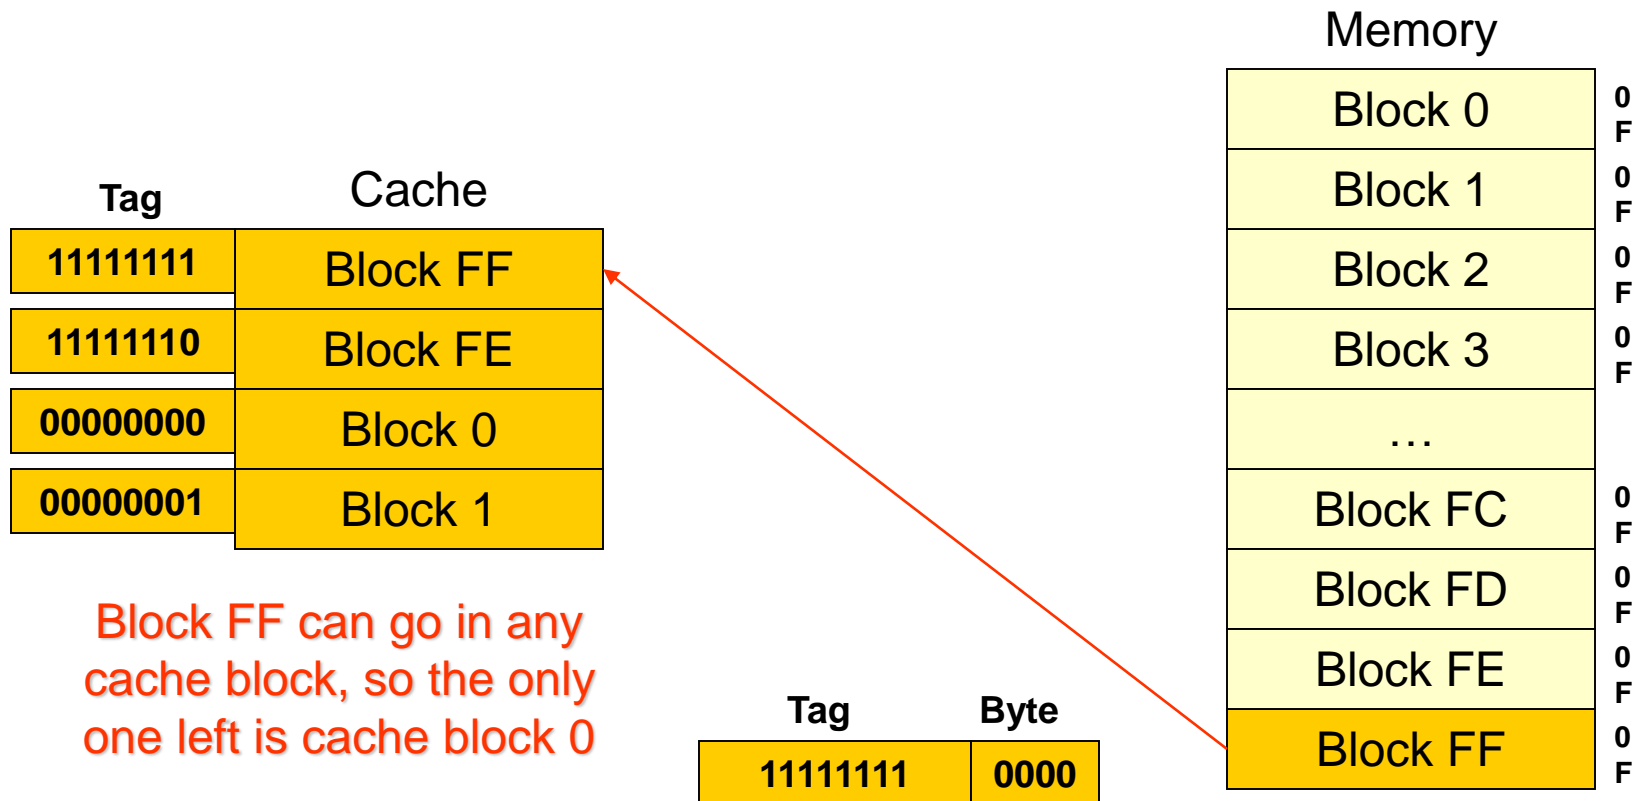 Memory
Block 0
0
F
Block 1
0
F
Block 2
0
F
Block 3
0
F
…
Block FC
0
F
Block FD
0
F
Block FE
0
F
Block FF
0
F
Tag Cache
11111111 Block FF
11111110 Block FE
00000000 Block 0
00000001 Block 1
Block FF can go in any
cache block, so the only
one left is cache block 0
Tag Byte
11111111 0000